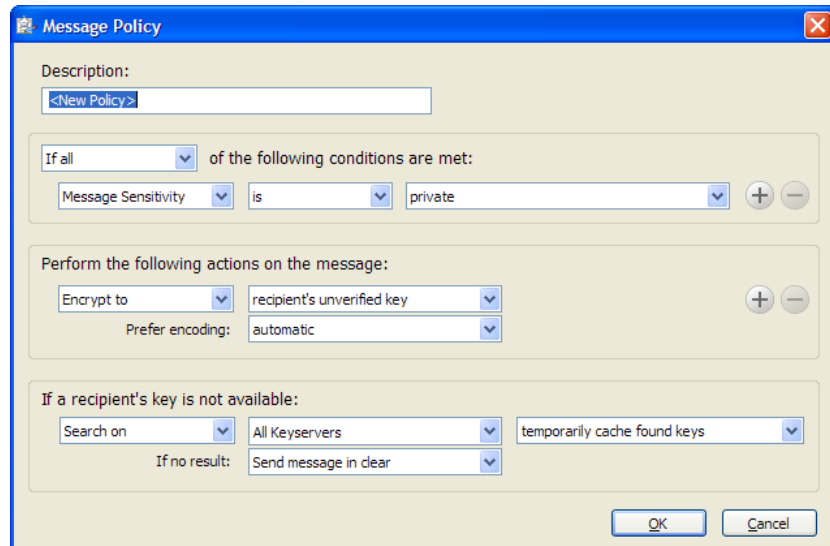 Message Policy
Description:
<New Policy>
If all of the following conditions are met:
Message Sensitivity is private
Perform the following actions on the message:
Encrypt to recipient's unverified key
Prefer encoding: automatic
If a recipient's key is not available:
Search on All Keyservers temporarily cache found keys
If no result: Send message in clear
OK Cancel